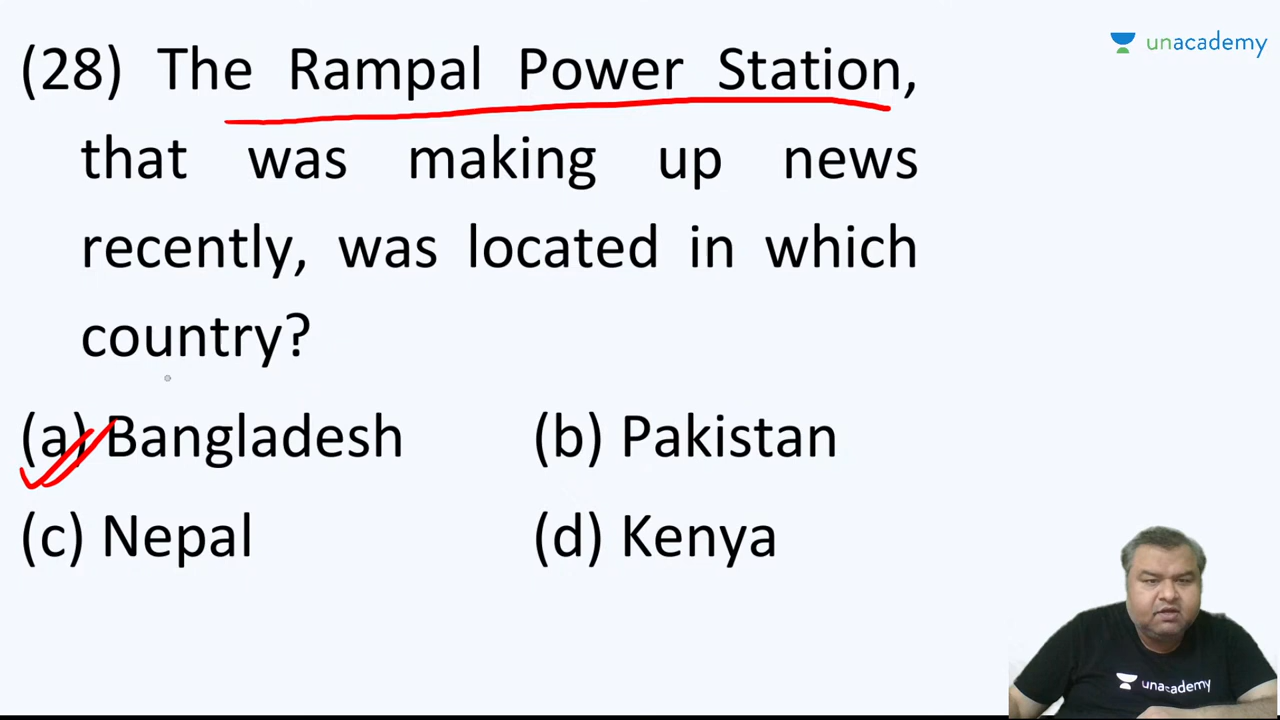 (28) The Rampal Power Station,
unacademy
that was making up news
recently, was located in which
country?
(a) Bangladesh (b) Pakistan
(c) Nepal (d) Kenya
unacademy